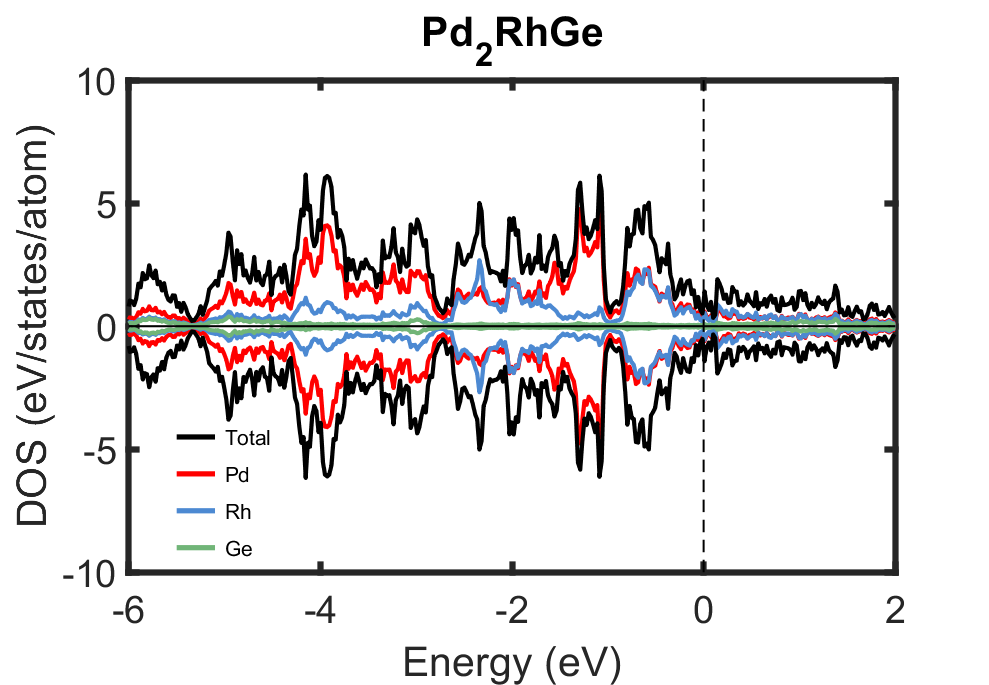 Pd2RhGe
10
5
0
-5
-10
DOS (eV/states/atom)
Total
Pd
Rh
Ge
-6 -4 -2 0 2
Energy (eV)